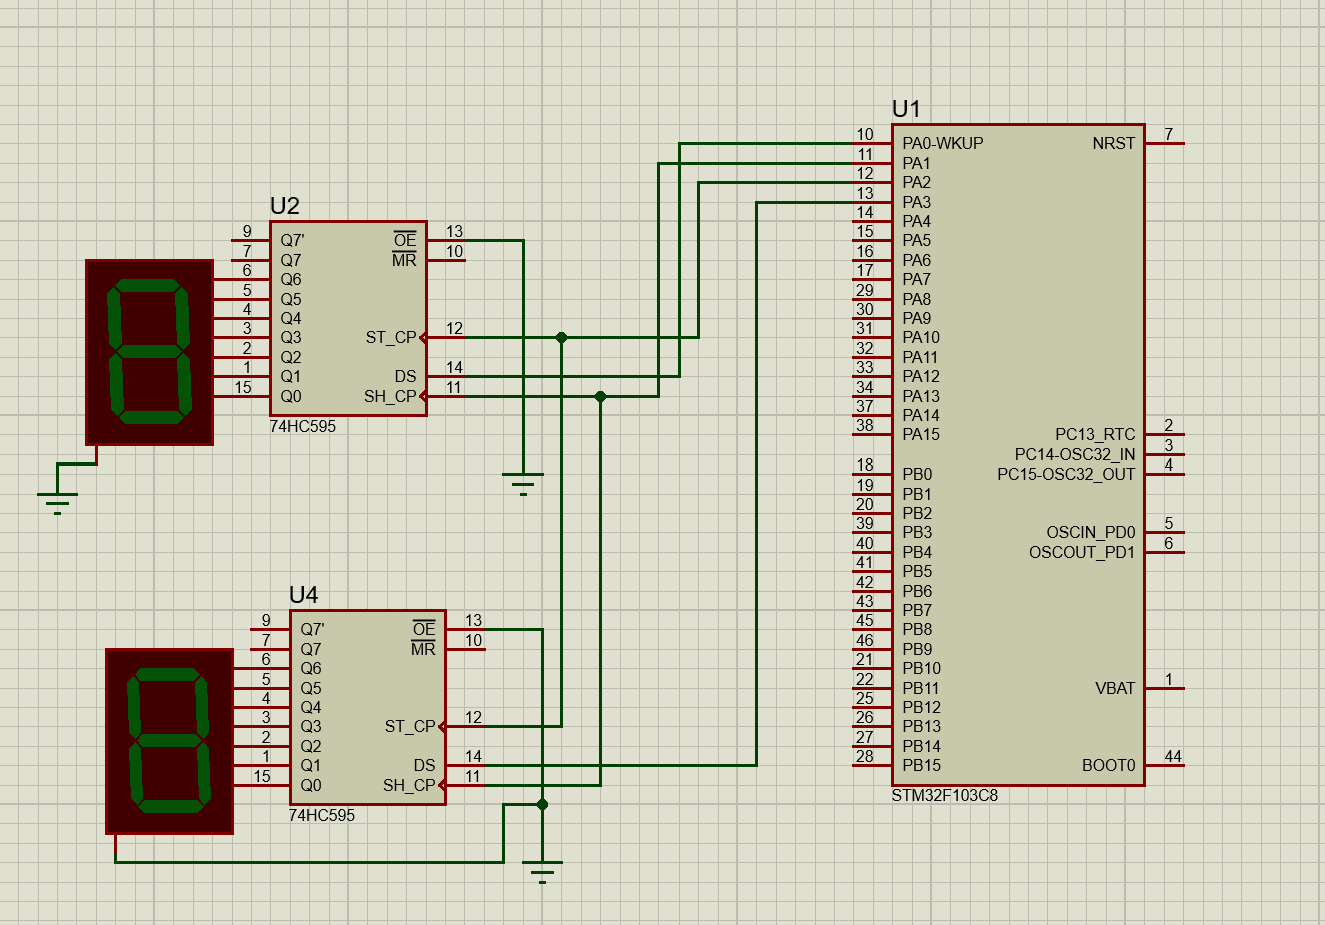 U1
10 PA0-WKUP NRST 7
11 PA1
12 PA2
13 PA3
14 PA4
15 PA5
16 PA6
17 PA7
29 PA8
30 PA9
31 PA10
32 PA11
33 PA12
34 PA13
37 PA14
38 PA15
PC13_RTC 2
PC14-OSC32_IN 3
PC15-OSC32_OUT 4
18 PB0
19 PB1
20 PB2
39 PB3
40 PB4
41 PB5
42 PB6
43 PB7
45 PB8
46 PB9
21 PB10
22 PB11
25 PB12
26 PB13
27 PB14
28 PB15
OSCIN_PD0 5
OSCOUT_PD1 6
VBAT 1
BOOT0 44
STM32F103C8
U2
9 Q7' OE 13
7 Q7 MR 10
6 Q6
5 Q5
4 Q4
3 Q3 ST_CP 12
2 Q2
1 Q1 DS 14
15 Q0 SH_CP 11
74HC595
U4
9 Q7' OE 13
7 Q7 MR 10
6 Q6
5 Q5
4 Q4
3 Q3 ST_CP 12
2 Q2
1 Q1 DS 14
15 Q0 SH_CP 11
74HC595